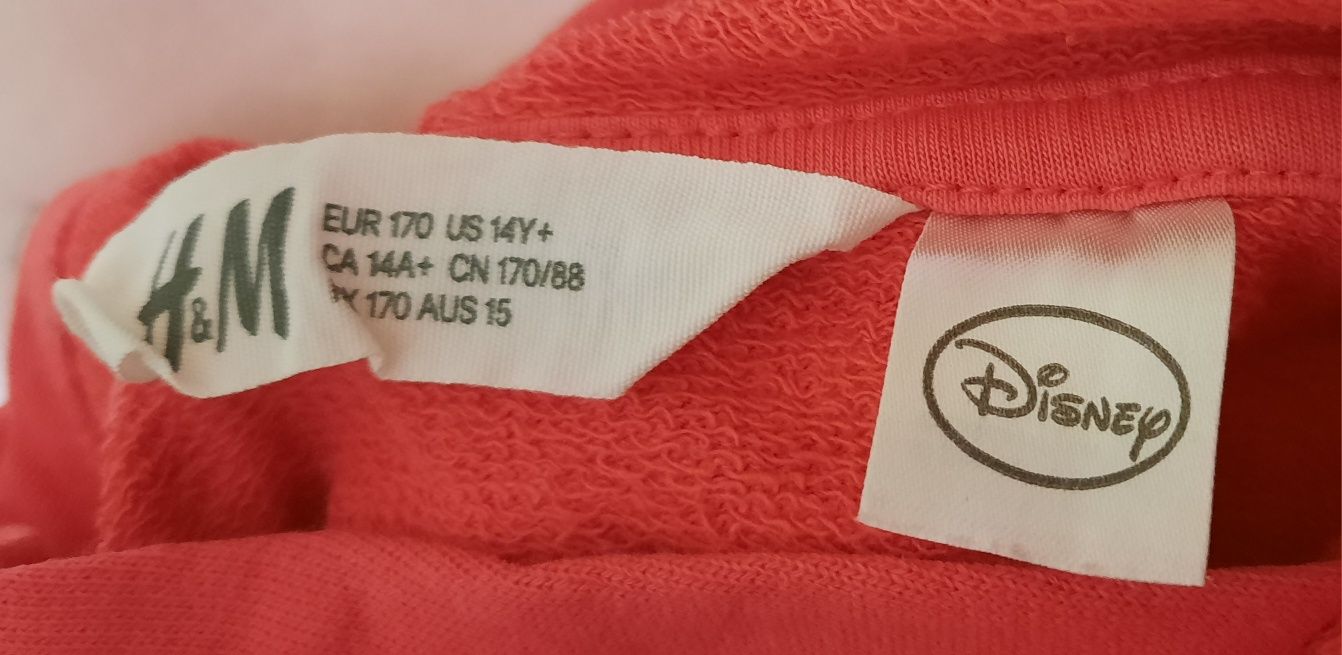 H&M
EUR 170 US 14Y+
CA 14A+ CN 170/88
170 AUS 15
Disney